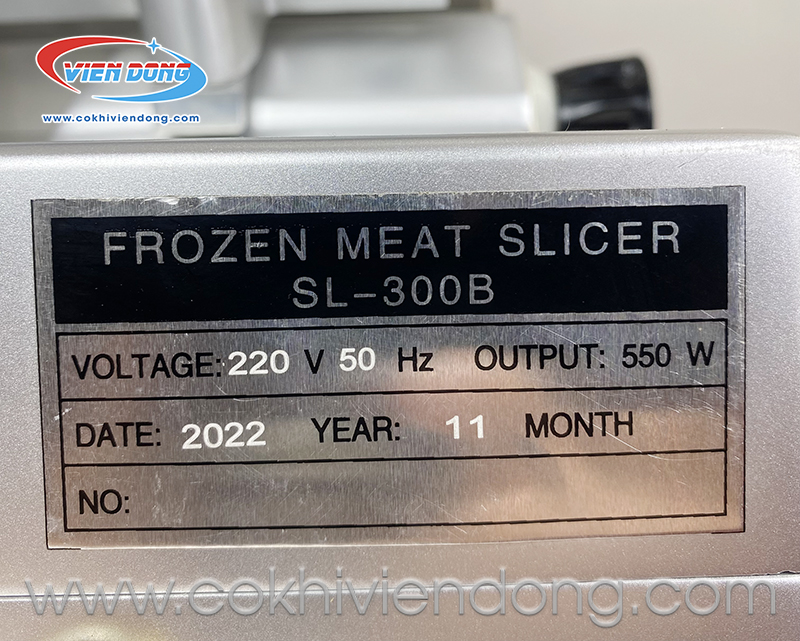 VIEN DONG
www.cokhiviendong.com
FROZEN MEAT SLICER
SL-300B
VOLTAGE: 220 V 50 Hz OUTPUT: 550 W
DATE: 2022 YEAR: 11 MONTH
NO:
www.cokhiviendong.com